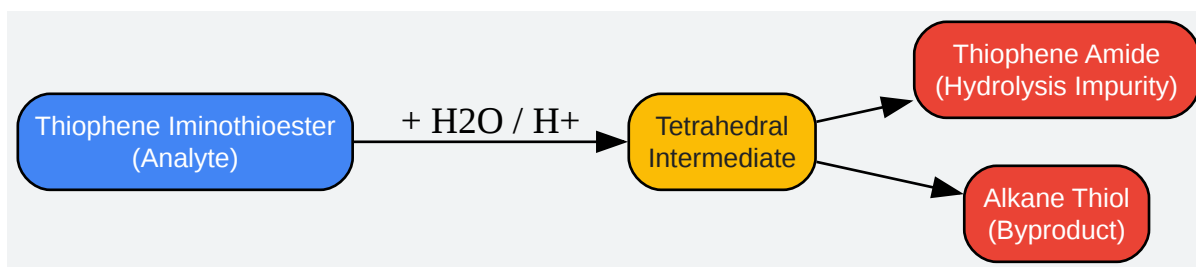 Thiophene Iminothioester
(Analyte)
+ H2O / H+
Tetrahedral
Intermediate
Thiophene Amide
(Hydrolysis Impurity)
Alkane Thiol
(Byproduct)